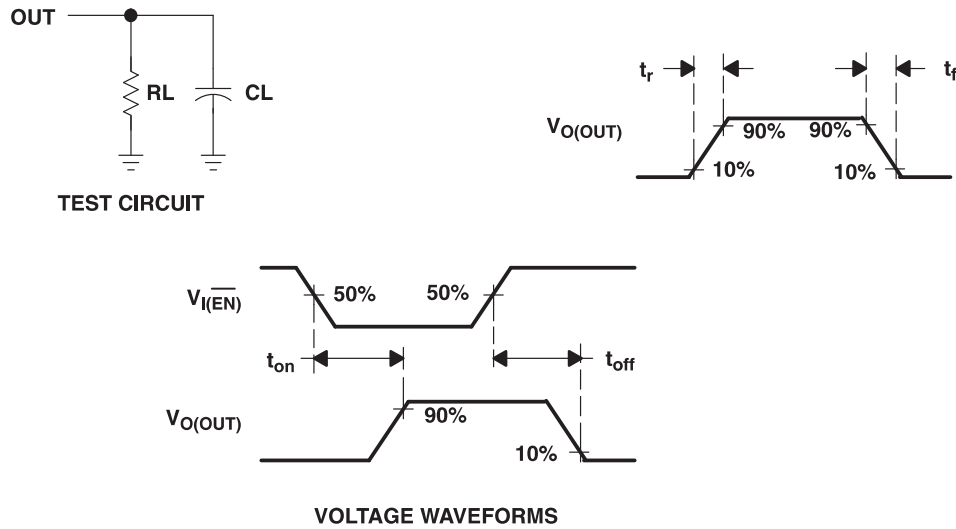 OUT
RL CL
TEST CIRCUIT
tr tf
VO(OUT)
90% 90%
10% 10%
VI(E̅N̅)
50% 50%
ton toff
VO(OUT)
90%
10%
VOLTAGE WAVEFORMS